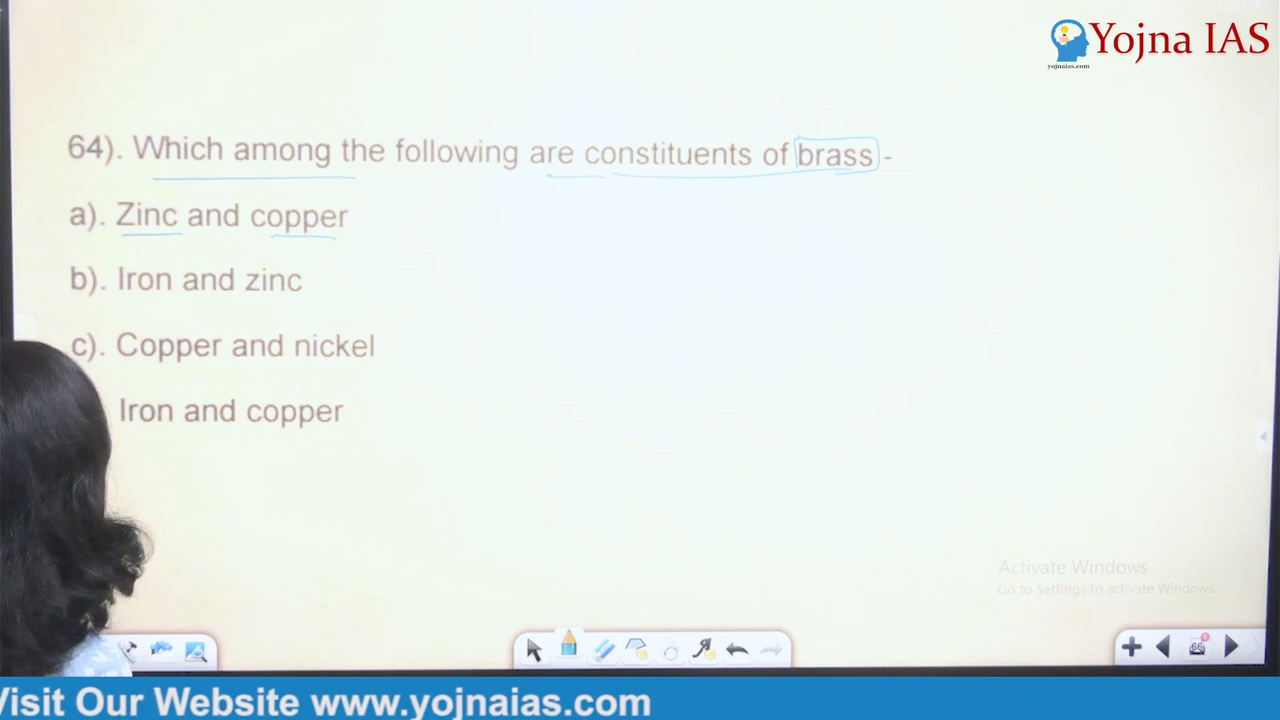 Yojna IAS
yojnaias.com
64). Which among the following are constituents of brass -
a). Zinc and copper
b). Iron and zinc
c). Copper and nickel
Iron and copper
Activate Windows
Go to Settings to activate Windows.
66
Visit Our Website www.yojnaias.com